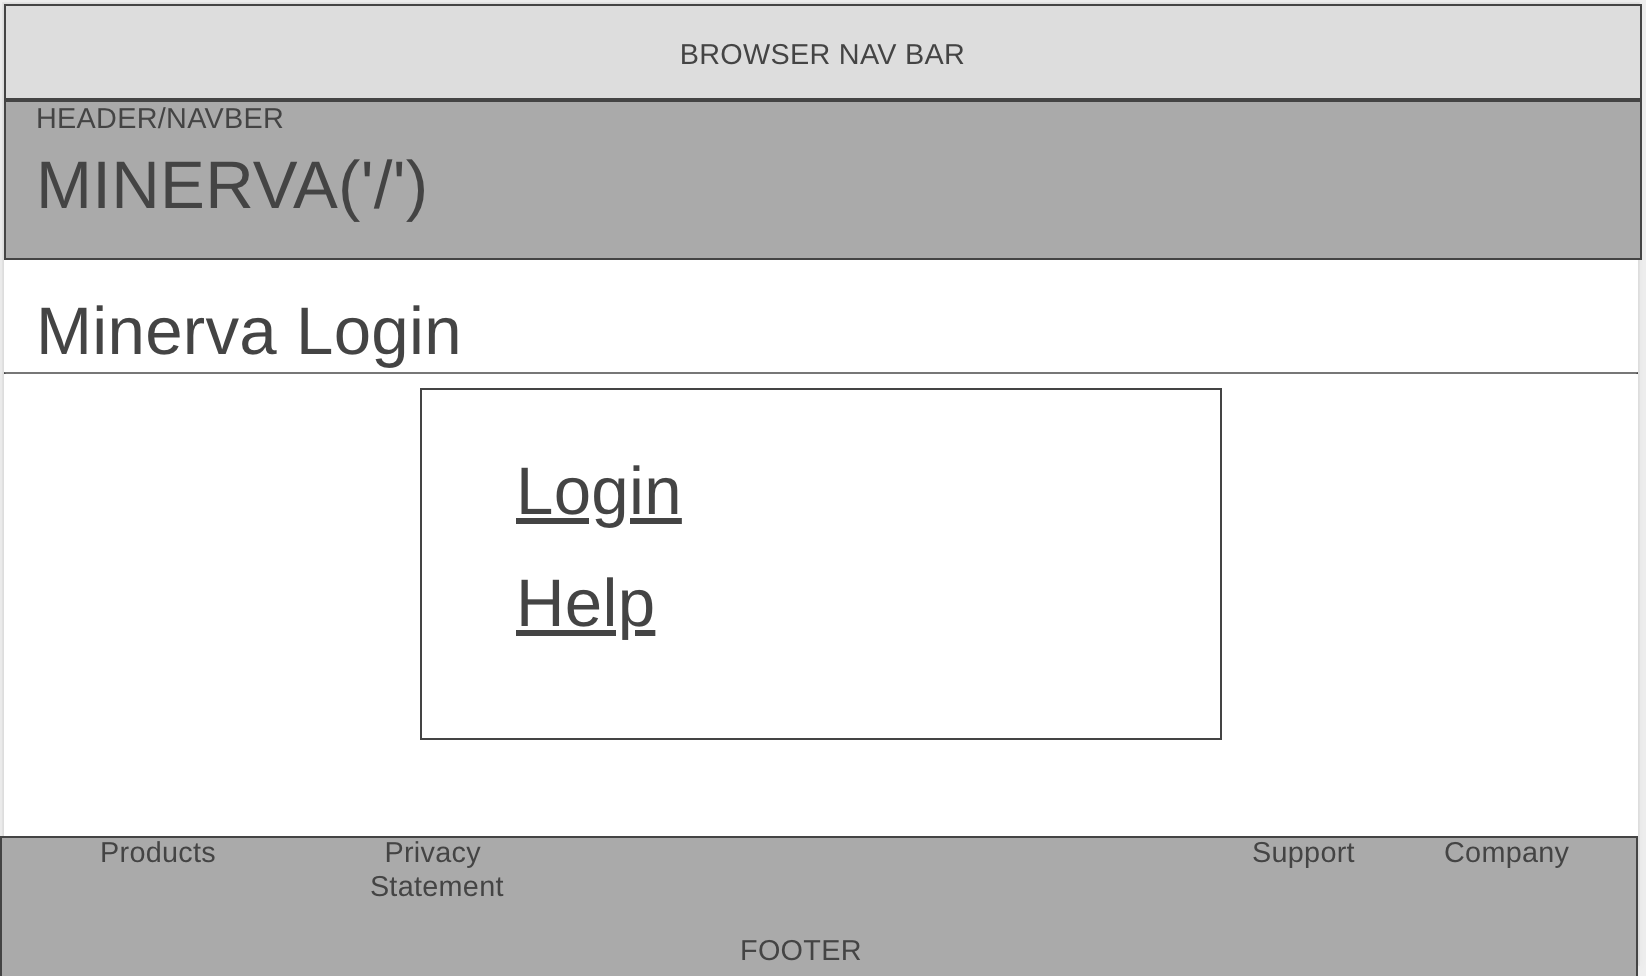 BROWSER NAV BAR
HEADER/NAVBER
MINERVA('/')
Minerva Login
Login
Help
Products
Privacy
Statement
Support
Company
FOOTER